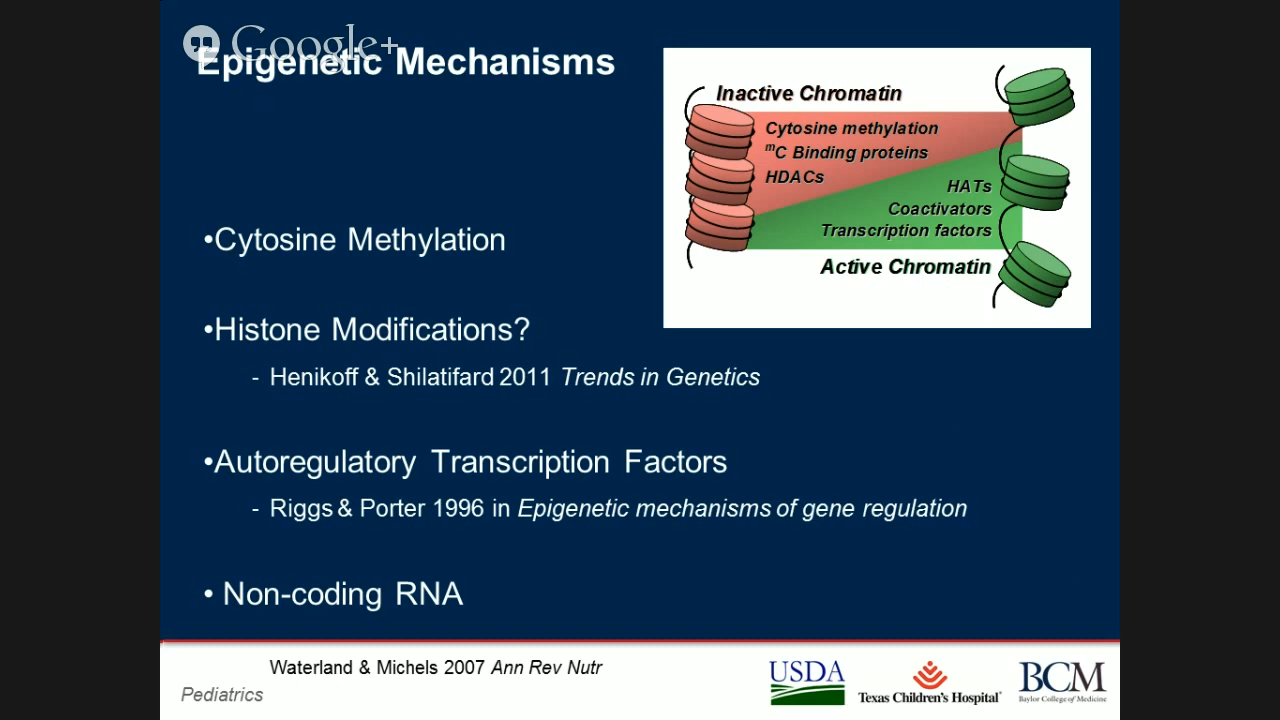 Google+
Epigenetic Mechanisms
Inactive Chromatin
Cytosine methylation
mC Binding proteins
HDACs
HATs
Coactivators
Transcription factors
Active Chromatin
•Cytosine Methylation
•Histone Modifications?
- Henikoff & Shilatifard 2011 Trends in Genetics
•Autoregulatory Transcription Factors
- Riggs & Porter 1996 in Epigenetic mechanisms of gene regulation
• Non-coding RNA
Waterland & Michels 2007 Ann Rev Nutr
Pediatrics
USDA
Texas Children's Hospital
BCM
Baylor College of Medicine